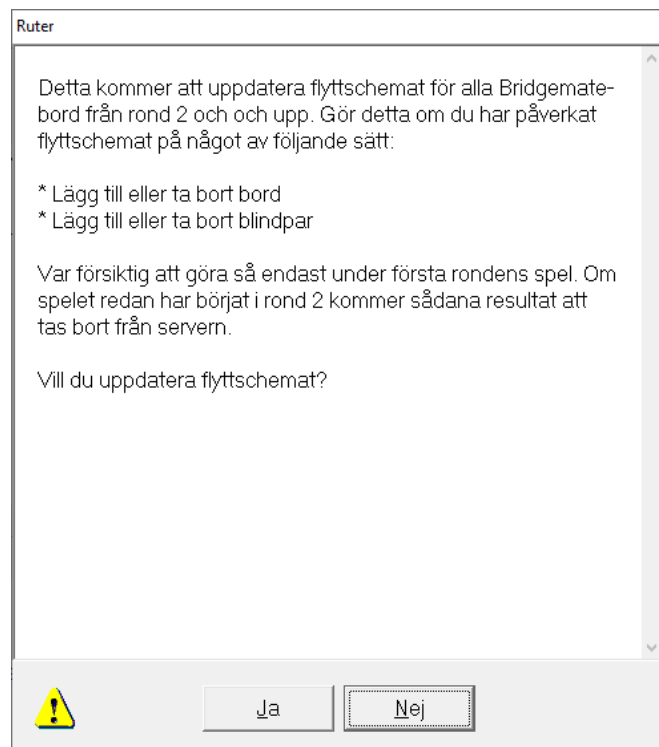 Ruter
Detta kommer att uppdatera flyttschemat för alla Bridgemate-
bord från rond 2 och och upp. Gör detta om du har påverkat
flyttschemat på något av följande sätt:
* Lägg till eller ta bort bord
* Lägg till eller ta bort blindpar
Var försiktig att göra så endast under första rondens spel. Om
spelet redan har börjat i rond 2 kommer sådana resultat att
tas bort från servern.
Vill du uppdatera flyttschemat?
Ja
Nej